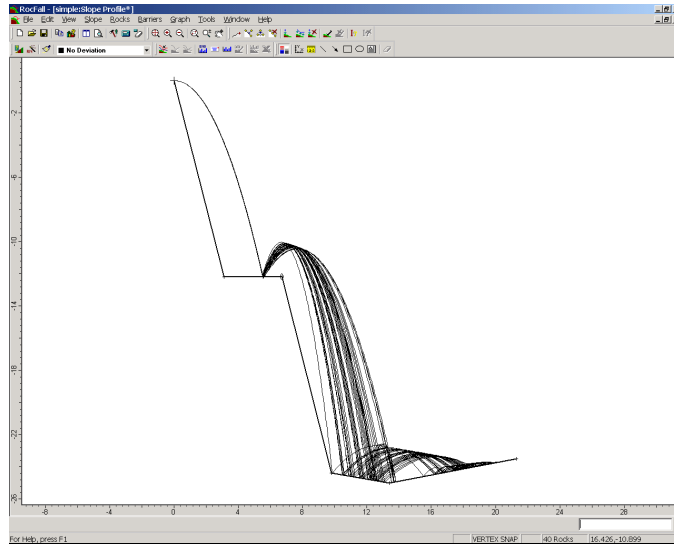 RocFall - [simple:Slope Profile*]
File Edit View Slope Rocks Barriers Graph Tools Window Help
No Deviation
-2
-6
-10
-14
-18
-22
-26
-8 -4 0 4 8 12 16 20 24 28
For Help, press F1 VERTEX SNAP 40 Rocks 16.426,-10.899